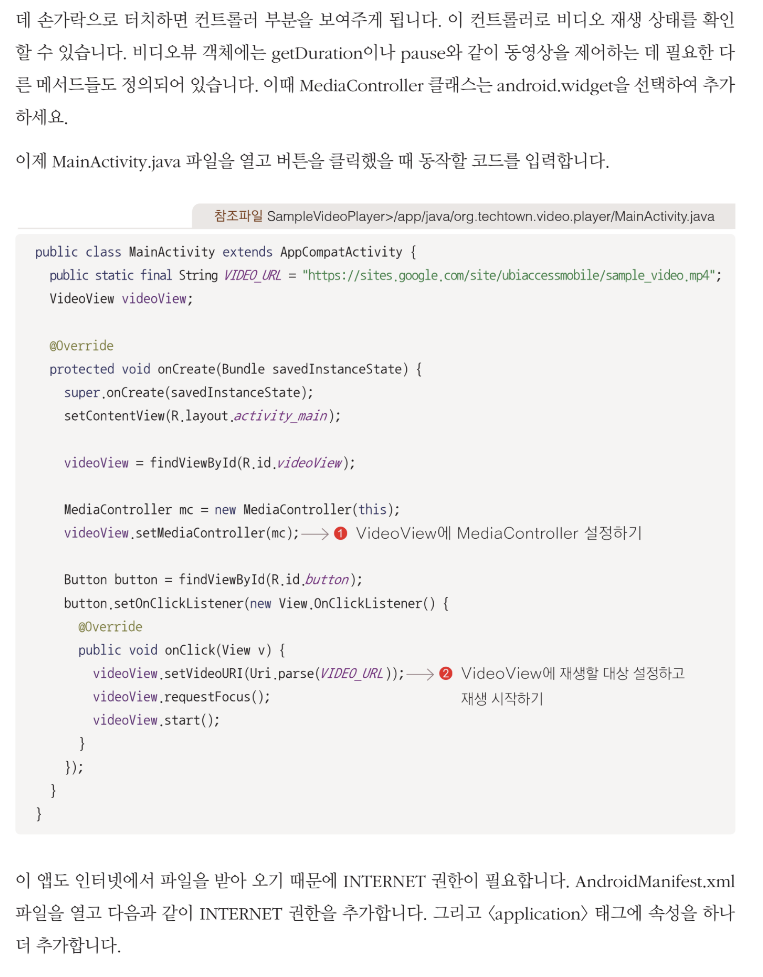 데 손가락으로 터치하면 컨트롤러 부분을 보여주게 됩니다. 이 컨트롤러로 비디오 재생 상태를 확인
할 수 있습니다. 비디오뷰 객체에는 getDuration이나 pause와 같이 동영상을 제어하는 데 필요한 다
른 메서드들도 정의되어 있습니다. 이때 MediaController 클래스는 android.widget을 선택하여 추가
하세요.
이제 MainActivity.java 파일을 열고 버튼을 클릭했을 때 동작할 코드를 입력합니다.
참조파일 SampleVideoPlayer>/app/java/org.techtown.video.player/MainActivity.java
public class MainActivity extends AppCompatActivity {
public static final String VIDEO_URL = "https://sites.google.com/site/ubiaccessmobile/sample_video.mp4";
VideoView videoView;
@Override
protected void onCreate(Bundle savedInstanceState) {
super.onCreate(savedInstanceState);
setContentView(R.layout.activity_main);
videoView = findViewById(R.id.videoView);
MediaController mc = new MediaController(this);
videoView.setMediaController(mc); → 1 VideoView에 MediaController 설정하기
Button button = findViewById(R.id.button);
button.setOnClickListener(new View.OnClickListener() {
@Override
public void onClick(View v) {
videoView.setVideoURI(Uri.parse(VIDEO_URL)); → 2 VideoView에 재생할 대상 설정하고
videoView.requestFocus(); 재생 시작하기
videoView.start();
}
});
}
}
이 앱도 인터넷에서 파일을 받아 오기 때문에 INTERNET 권한이 필요합니다. AndroidManifest.xml
파일을 열고 다음과 같이 INTERNET 권한을 추가합니다. 그리고 〈application〉 태그에 속성을 하나
더 추가합니다.